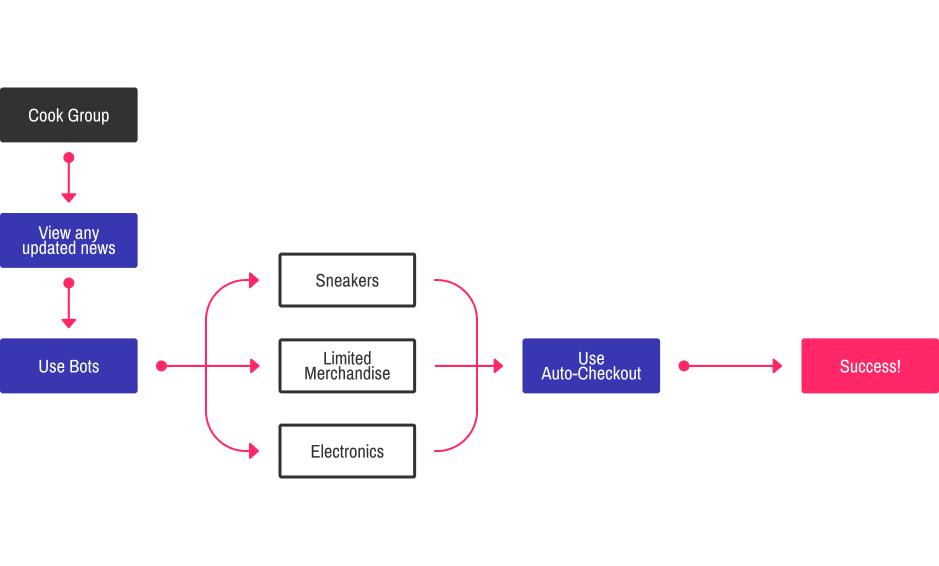 Cook Group
View any
updated news
Use Bots
Sneakers
Limited
Merchandise
Electronics
Use
Auto-Checkout
Success!